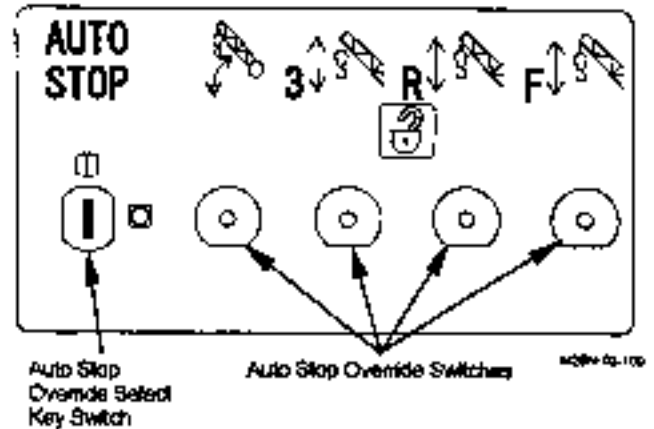 AUTO
STOP
3
R
F
Auto Stop
Override Select
Key Switch
Auto Stop Override Switches